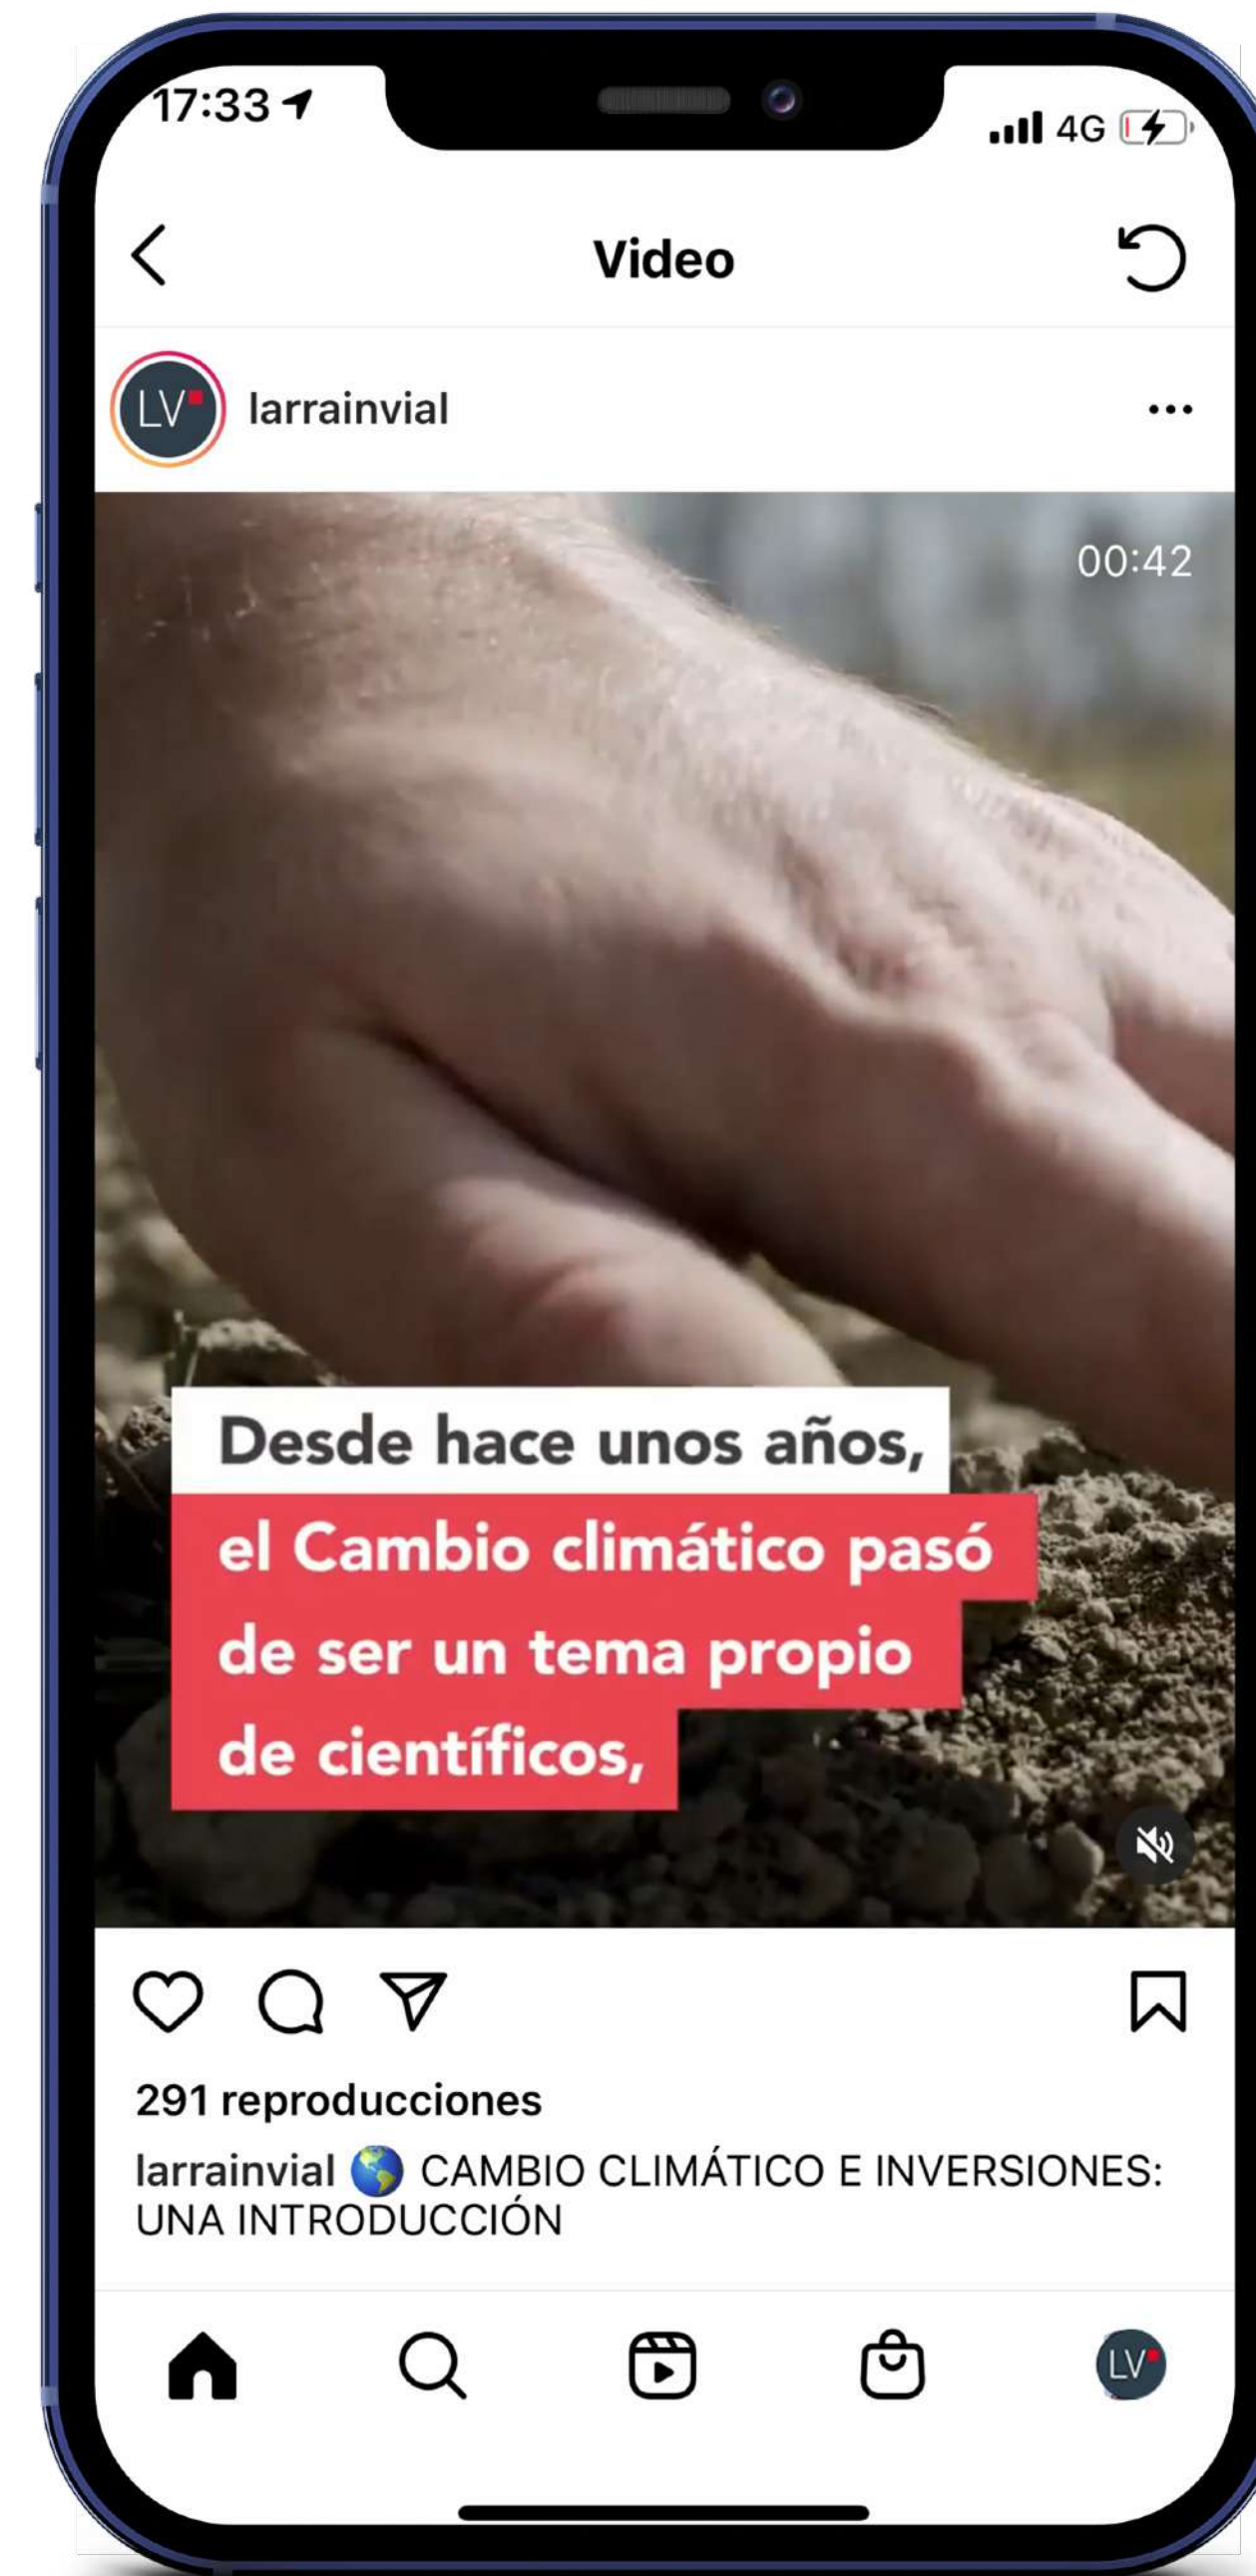 17:33
4G
Video
LV
larrainvial
00:42
Desde hace unos años,
el Cambio climático pasó
de ser un tema propio
de científicos,
291 reproducciones
larrainvial 🌎 CAMBIO CLIMÁTICO E INVERSIONES:
UNA INTRODUCCIÓN
LV